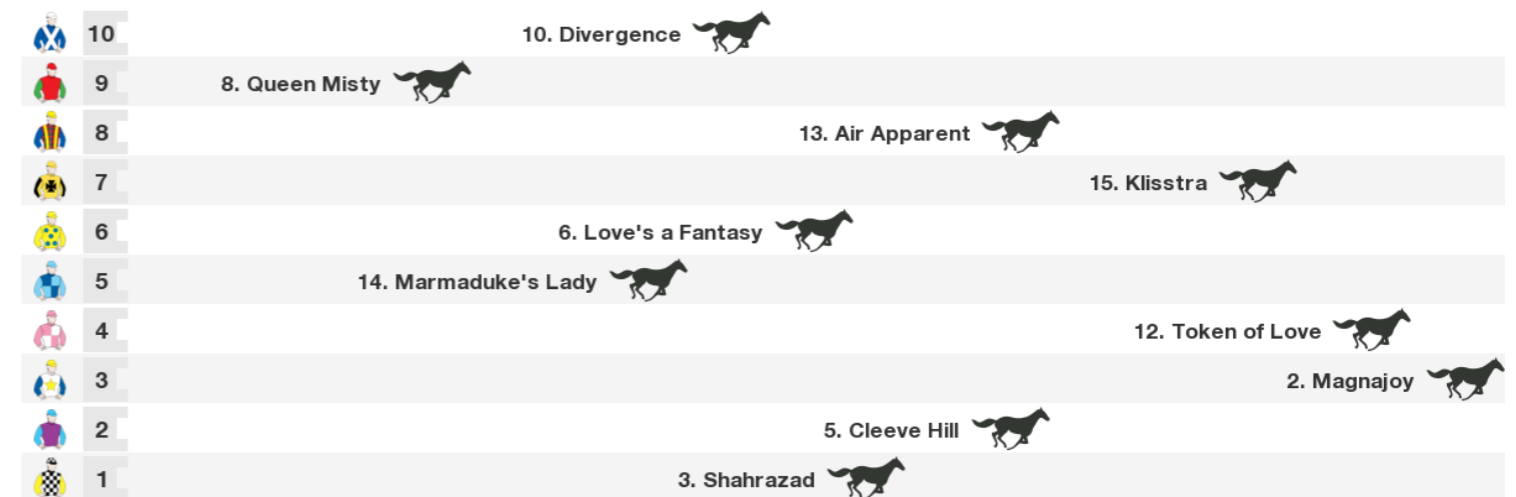 10 10. Divergence
9 8. Queen Misty
8 13. Air Apparent
7 15. Klisstra
6 6. Love's a Fantasy
5 14. Marmaduke's Lady
4 12. Token of Love
3 2. Magnajoy
2 5. Cleeve Hill
1 3. Shahrazad